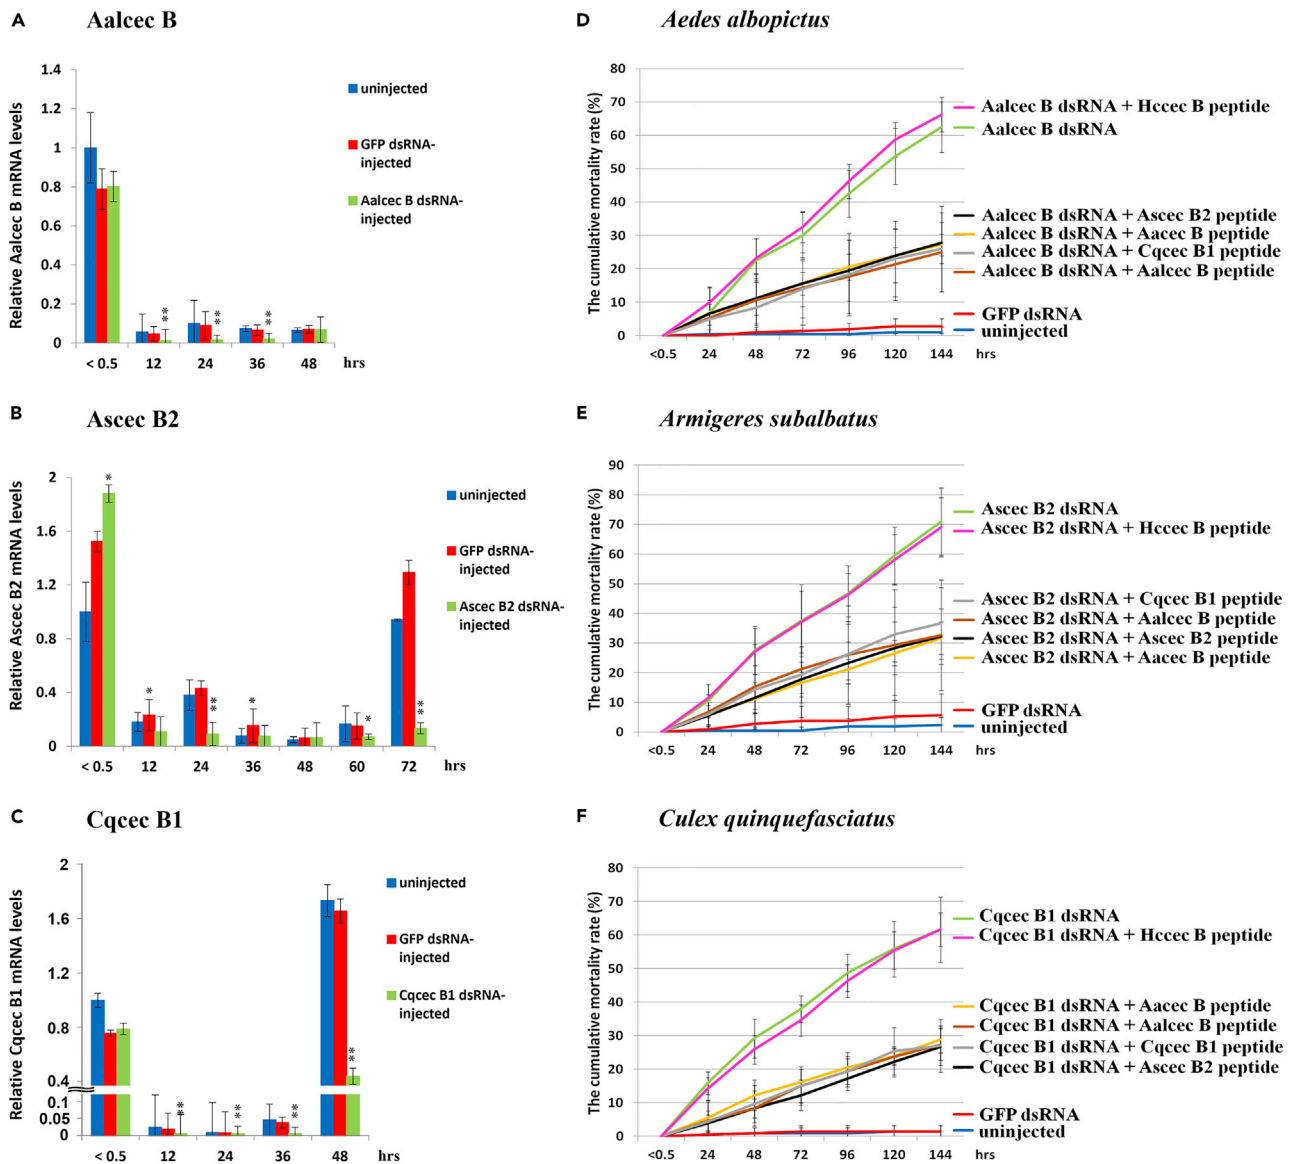 A
Aalcec B
Relative Aalcec B mRNA levels
1.4
1.2
1
0.8
0.6
0.4
0.2
0
uninjected
GFP dsRNA-
injected
Aalcec B dsRNA-
injected
**
**
**
< 0.5 12 24 36 48 hrs
B
Ascec B2
Relative Ascec B2 mRNA levels
2
1.6
1.2
0.8
0.4
0
uninjected
GFP dsRNA-
injected
Ascec B2 dsRNA-
injected
*
*
**
*
*
**
< 0.5 12 24 36 48 60 72 hrs
C
Cqcec B1
Relative Cqcec B1 mRNA levels
2
1.6
1.2
0.8
0.4
0.1
0.05
0
uninjected
GFP dsRNA-
injected
Cqcec B1 dsRNA-
injected
**
**
**
**
< 0.5 12 24 36 48 hrs
D
Aedes albopictus
The cumulative mortality rate (%)
80
70
60
50
40
30
20
10
0
Aalcec B dsRNA + Hccec B peptide
Aalcec B dsRNA
Aalcec B dsRNA + Ascec B2 peptide
Aalcec B dsRNA + Aacec B peptide
Aalcec B dsRNA + Cqcec B1 peptide
Aalcec B dsRNA + Aalcec B peptide
GFP dsRNA
uninjected
<0.5 24 48 72 96 120 144 hrs
E
Armigeres subalbatus
The cumulative mortality rate (%)
90
80
70
60
50
40
30
20
10
0
Ascec B2 dsRNA
Ascec B2 dsRNA + Hccec B peptide
Ascec B2 dsRNA + Cqcec B1 peptide
Ascec B2 dsRNA + Aalcec B peptide
Ascec B2 dsRNA + Ascec B2 peptide
Ascec B2 dsRNA + Aacec B peptide
GFP dsRNA
uninjected
<0.5 24 48 72 96 120 144 hrs
F
Culex quinquefasciatus
The cumulative mortality rate (%)
80
70
60
50
40
30
20
10
0
Cqcec B1 dsRNA
Cqcec B1 dsRNA + Hccec B peptide
Cqcec B1 dsRNA + Aacec B peptide
Cqcec B1 dsRNA + Aalcec B peptide
Cqcec B1 dsRNA + Cqcec B1 peptide
Cqcec B1 dsRNA + Ascec B2 peptide
GFP dsRNA
uninjected
<0.5 24 48 72 96 120 144 hrs